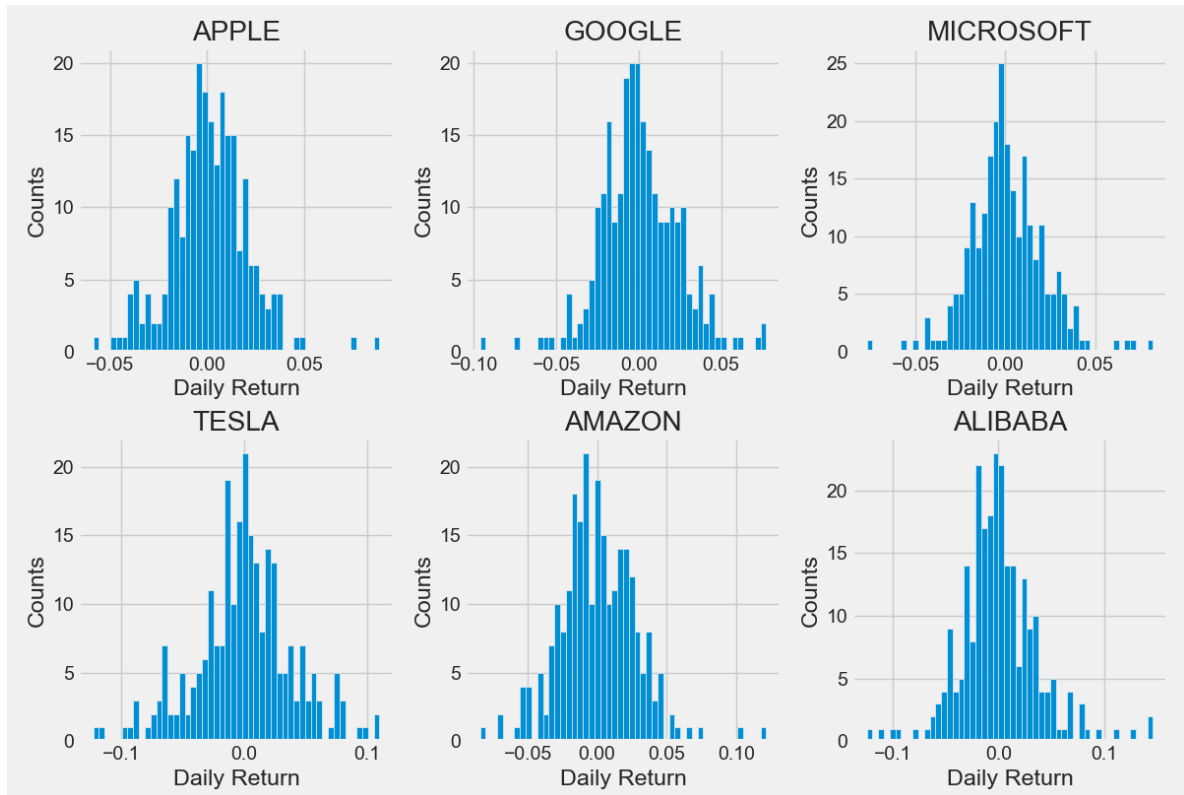 APPLE
20
15
10
5
0
Counts
−0.05
0.00
0.05
Daily Return
GOOGLE
20
15
10
5
0
Counts
−0.10
−0.05
0.00
0.05
Daily Return
MICROSOFT
25
20
15
10
5
0
Counts
−0.05
0.00
0.05
Daily Return
TESLA
20
15
10
5
0
Counts
−0.1
0.0
0.1
Daily Return
AMAZON
20
15
10
5
0
Counts
−0.05
0.00
0.05
0.10
Daily Return
ALIBABA
20
15
10
5
0
Counts
−0.1
0.0
0.1
Daily Return